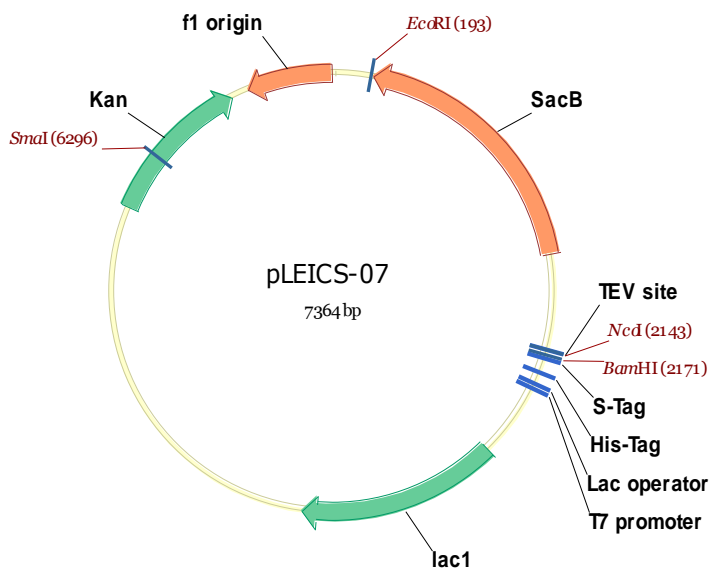 f1 origin
EcoRI (193)
Kan
SacB
SmaI (6296)
pLEICS-07
7364 bp
TEV site
NcoI (2143)
BamHI (2171)
S-Tag
His-Tag
Lac operator
T7 promoter
lac1